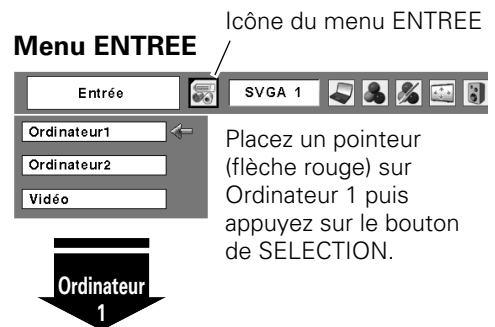 Icône du menu ENTREE
Menu ENTREE
Entrée
SVGA 1
Ordinateur1
Ordinateur2
Vidéo
Placez un pointeur
(flèche rouge) sur
Ordinateur 1 puis
appuyez sur le bouton
de SELECTION.
Ordinateur
1